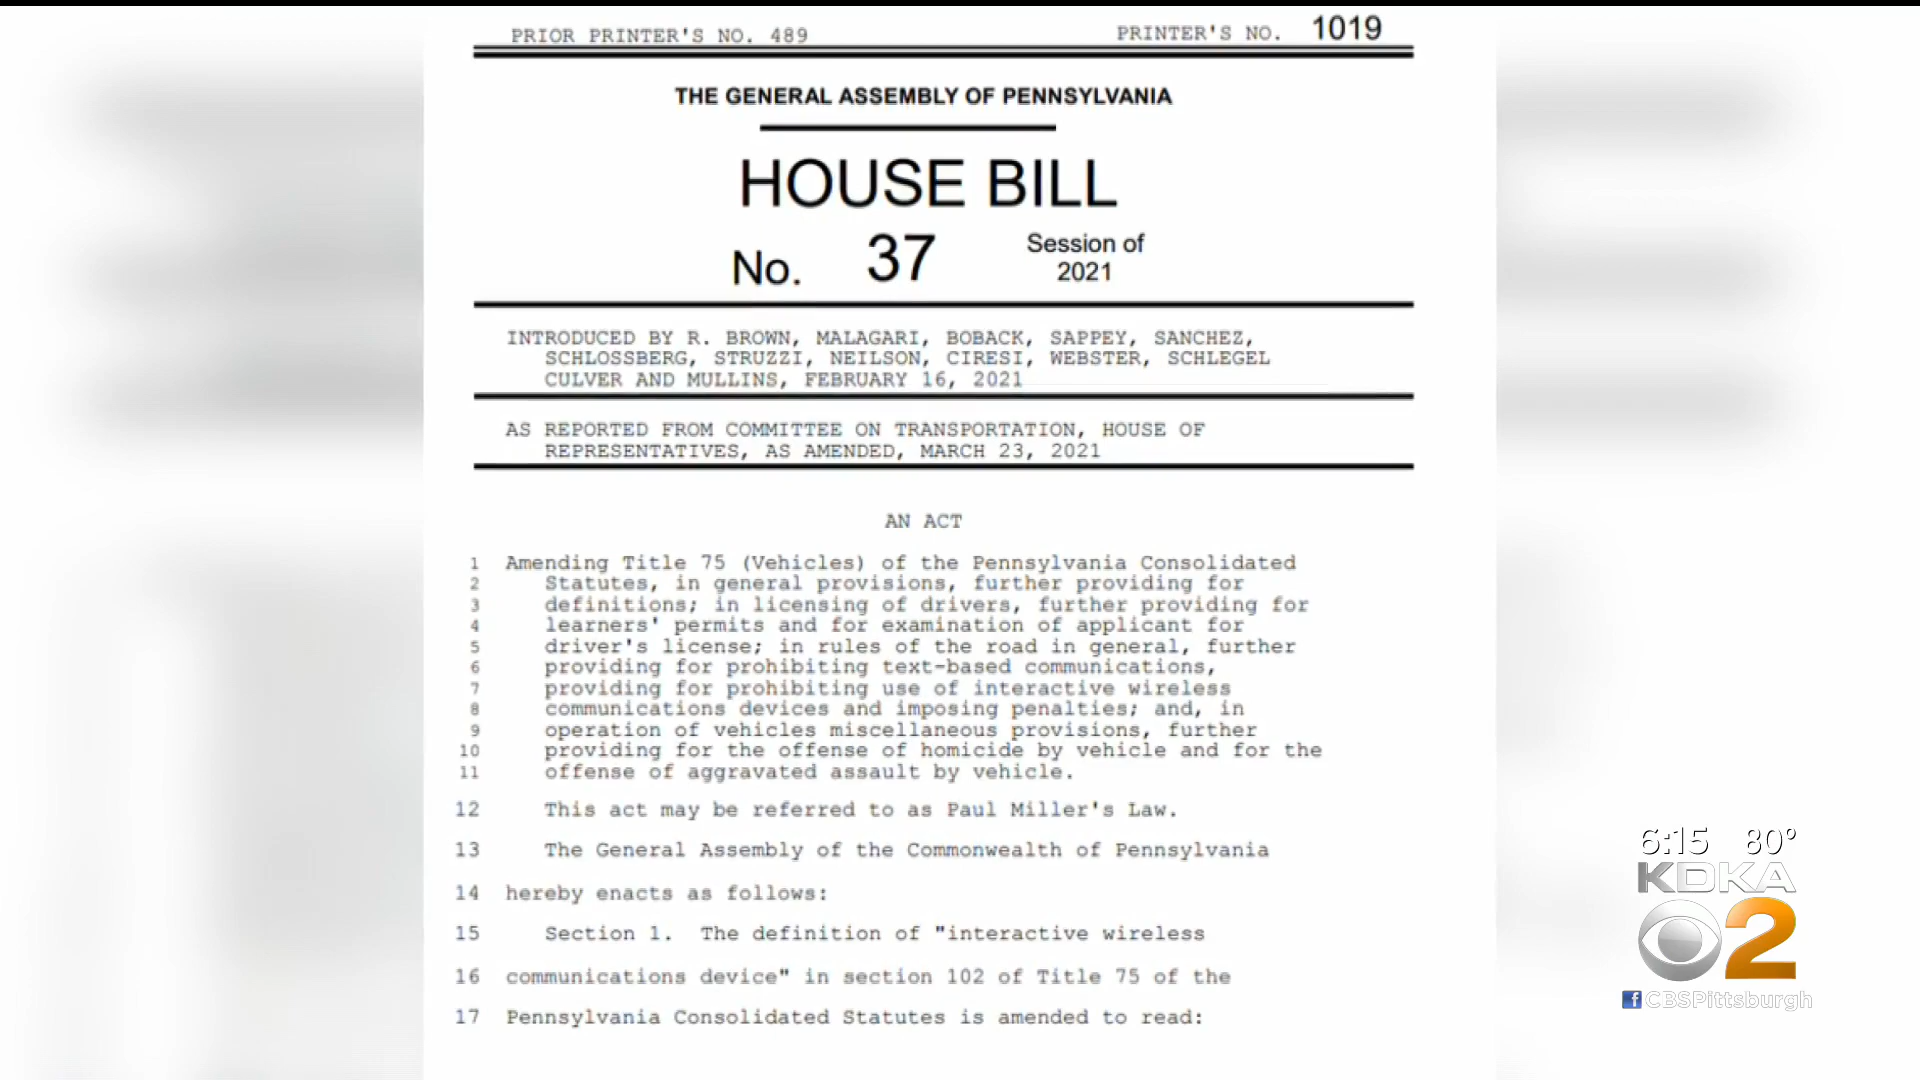 PRIOR PRINTER'S NO. 489 PRINTER'S NO. 1019
THE GENERAL ASSEMBLY OF PENNSYLVANIA
HOUSE BILL
No. 37 Session of
2021
INTRODUCED BY R. BROWN, MALAGARI, BOBACK, SAPPEY, SANCHEZ,
SCHLOSSBERG, STRUZZI, NEILSON, CIRESI, WEBSTER, SCHLEGEL
CULVER AND MULLINS, FEBRUARY 16, 2021
AS REPORTED FROM COMMITTEE ON TRANSPORTATION, HOUSE OF
REPRESENTATIVES, AS AMENDED, MARCH 23, 2021
AN ACT
1 Amending Title 75 (Vehicles) of the Pennsylvania Consolidated
2 Statutes, in general provisions, further providing for
3 definitions; in licensing of drivers, further providing for
4 learners' permits and for examination of applicant for
5 driver's license; in rules of the road in general, further
6 providing for prohibiting text-based communications,
7 providing for prohibiting use of interactive wireless
8 communications devices and imposing penalties; and, in
9 operation of vehicles miscellaneous provisions, further
10 providing for the offense of homicide by vehicle and for the
11 offense of aggravated assault by vehicle.
12 This act may be referred to as Paul Miller's Law.
13 The General Assembly of the Commonwealth of Pennsylvania
14 hereby enacts as follows:
15 Section 1. The definition of "interactive wireless
16 communications device" in section 102 of Title 75 of the
17 Pennsylvania Consolidated Statutes is amended to read:
6:15 80°
KDKA
2
f CBSPittsburgh